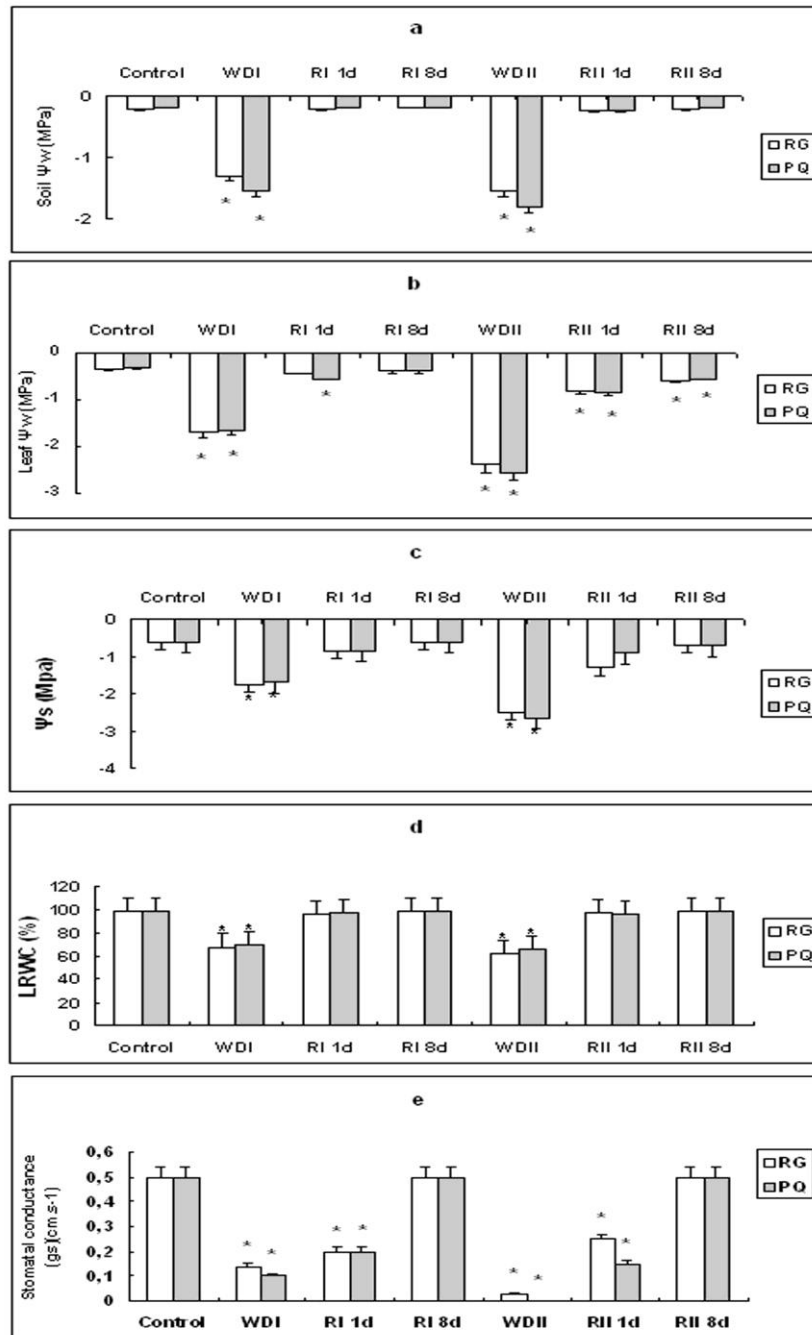 a
Control WDI RI 1d RI 8d WDII RII 1d RII 8d
0
-1
-2
Soil Ψw (MPa)
* * * *
RG
PQ
b
Control WDI RI 1d RI 8d WDII RII 1d RII 8d
0
-1
-2
-3
Leaf Ψw (MPa)
* * * * * * * * *
RG
PQ
c
Control WDI RI 1d RI 8d WDII RII 1d RII 8d
0
-1
-2
-3
-4
Ψs (Mpa)
* * * *
RG
PQ
d
120
100
80
60
40
20
0
LRWC (%)
* * * *
RG
PQ
Control WDI RI 1d RI 8d WDII RII 1d RII 8d
e
0,6
0,5
0,4
0,3
0,2
0,1
0
Stomatal conductance
(gs)(cm s-1)
* * * * * * * *
RG
PQ
Control WDI RI 1d RI 8d WDII RII 1d RII 8d